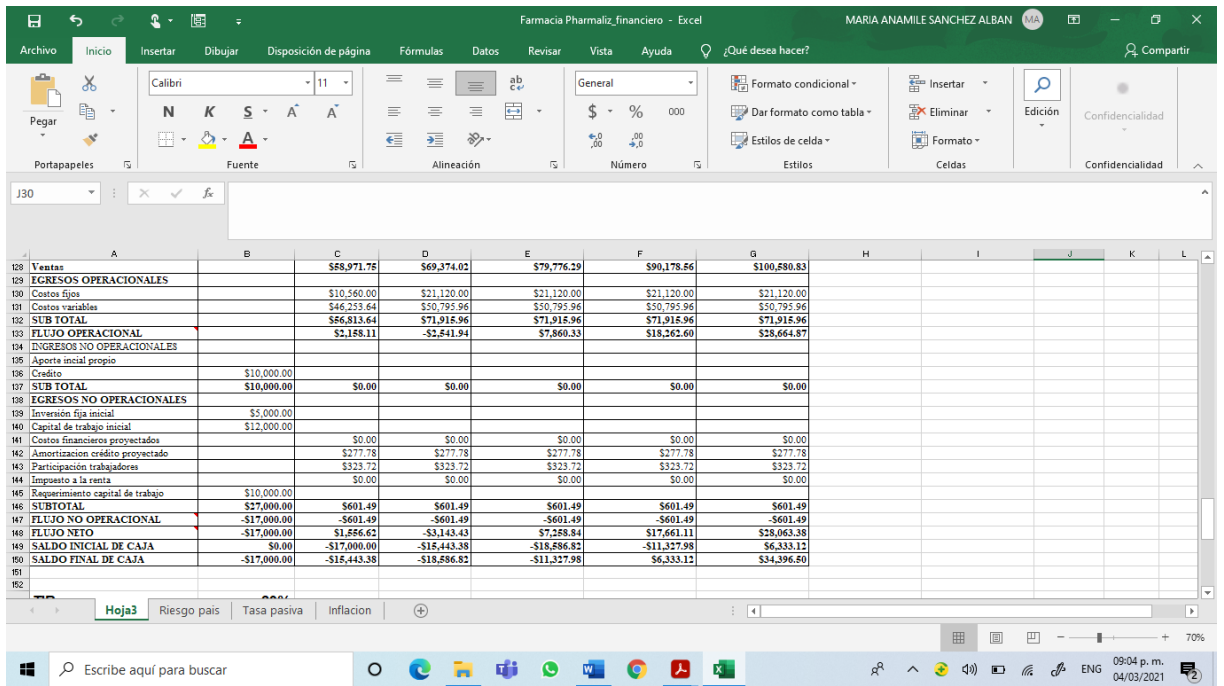 Farmacia Pharmaliz_financiero - Excel MARIA ANAMILE SANCHEZ ALBAN MA
Archivo Inicio Insertar Dibujar Disposición de página Fórmulas Datos Revisar Vista Ayuda ¿Qué desea hacer? Compartir
Pegar Calibri 11 N K S A A A ab General $ % 000 Formato condicional Dar formato como tabla Estilos de celda Insertar Eliminar Formato Edición Confidencialidad
Portapapeles Fuente Alineación Número Estilos Celdas Confidencialidad
J30 fx
A B C D E F G H I J K L
128 Ventas $58,971.75 $69,374.02 $79,776.29 $90,178.56 $100,580.83
129 EGRESOS OPERACIONALES
130 Costos fijos $10,560.00 $21,120.00 $21,120.00 $21,120.00 $21,120.00
131 Costos variables $46,253.64 $50,795.96 $50,795.96 $50,795.96 $50,795.96
132 SUB TOTAL $56,813.64 $71,915.96 $71,915.96 $71,915.96 $71,915.96
133 FLUJO OPERACIONAL $2,158.11 -$2,541.94 $7,860.33 $18,262.60 $28,664.87
134 INGRESOS NO OPERACIONALES
135 Aporte incial propio
136 Credito $10,000.00
137 SUB TOTAL $10,000.00 $0.00 $0.00 $0.00 $0.00 $0.00
138 EGRESOS NO OPERACIONALES
139 Inversión fija inicial $5,000.00
140 Capital de trabajo inicial $12,000.00
141 Costos financieros proyectados $0.00 $0.00 $0.00 $0.00 $0.00
142 Amortizacion crédito proyectado $277.78 $277.78 $277.78 $277.78 $277.78
143 Participación trabajadores $323.72 $323.72 $323.72 $323.72 $323.72
144 Impuesto a la renta $0.00 $0.00 $0.00 $0.00 $0.00
145 Requerimiento capital de trabajo $10,000.00
146 SUBTOTAL $27,000.00 $601.49 $601.49 $601.49 $601.49 $601.49
147 FLUJO NO OPERACIONAL -$17,000.00 -$601.49 -$601.49 -$601.49 -$601.49 -$601.49
148 FLUJO NETO -$17,000.00 $1,556.62 -$3,143.43 $7,258.84 $17,661.11 $28,063.38
149 SALDO INICIAL DE CAJA $0.00 -$17,000.00 -$15,443.38 -$18,586.82 -$11,327.98 $6,333.12
150 SALDO FINAL DE CAJA -$17,000.00 -$15,443.38 -$18,586.82 -$11,327.98 $6,333.12 $34,396.50
151
152
Hoja3 Riesgo pais Tasa pasiva Inflacion
70%
Escribe aquí para buscar ENG 09:04 p. m.
04/03/2021 2